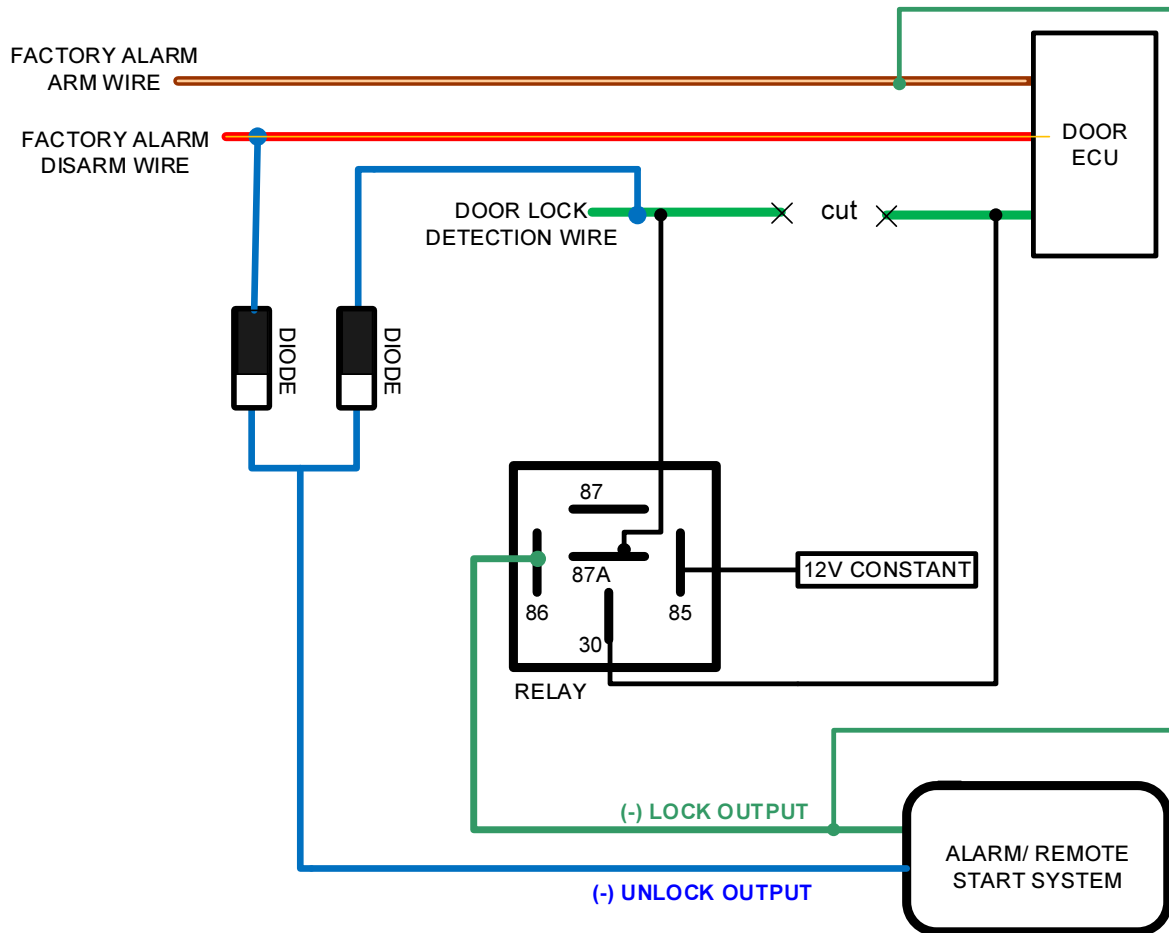 FACTORY ALARM
ARM WIRE
FACTORY ALARM
DISARM WIRE
DOOR
ECU
DOOR LOCK
DETECTION WIRE
cut
DIODE
DIODE
87
87A
86
85
30
12V CONSTANT
RELAY
(-) LOCK OUTPUT
(-) UNLOCK OUTPUT
ALARM/ REMOTE
START SYSTEM